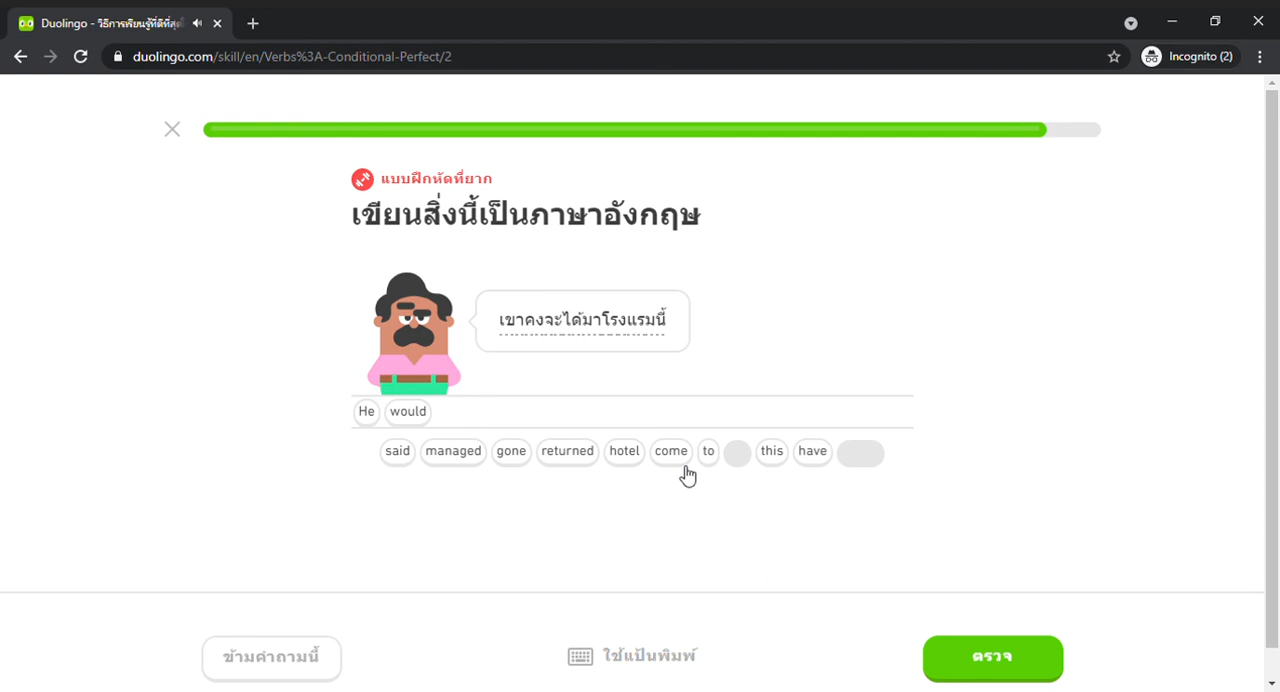 Duolingo - วิธีการเรียนรู้ที่ดีที่สุด
duolingo.com/skill/en/Verbs%3A-Conditional-Perfect/2
Incognito (2)
แบบฝึกหัดที่ยาก
เขียนสิ่งนี้เป็นภาษาอังกฤษ
เขาคงจะได้มาโรงแรมนี้
He would
said managed gone returned hotel come to this have
ข้ามคำถามนี้ ใช้แป้นพิมพ์ ตรวจ